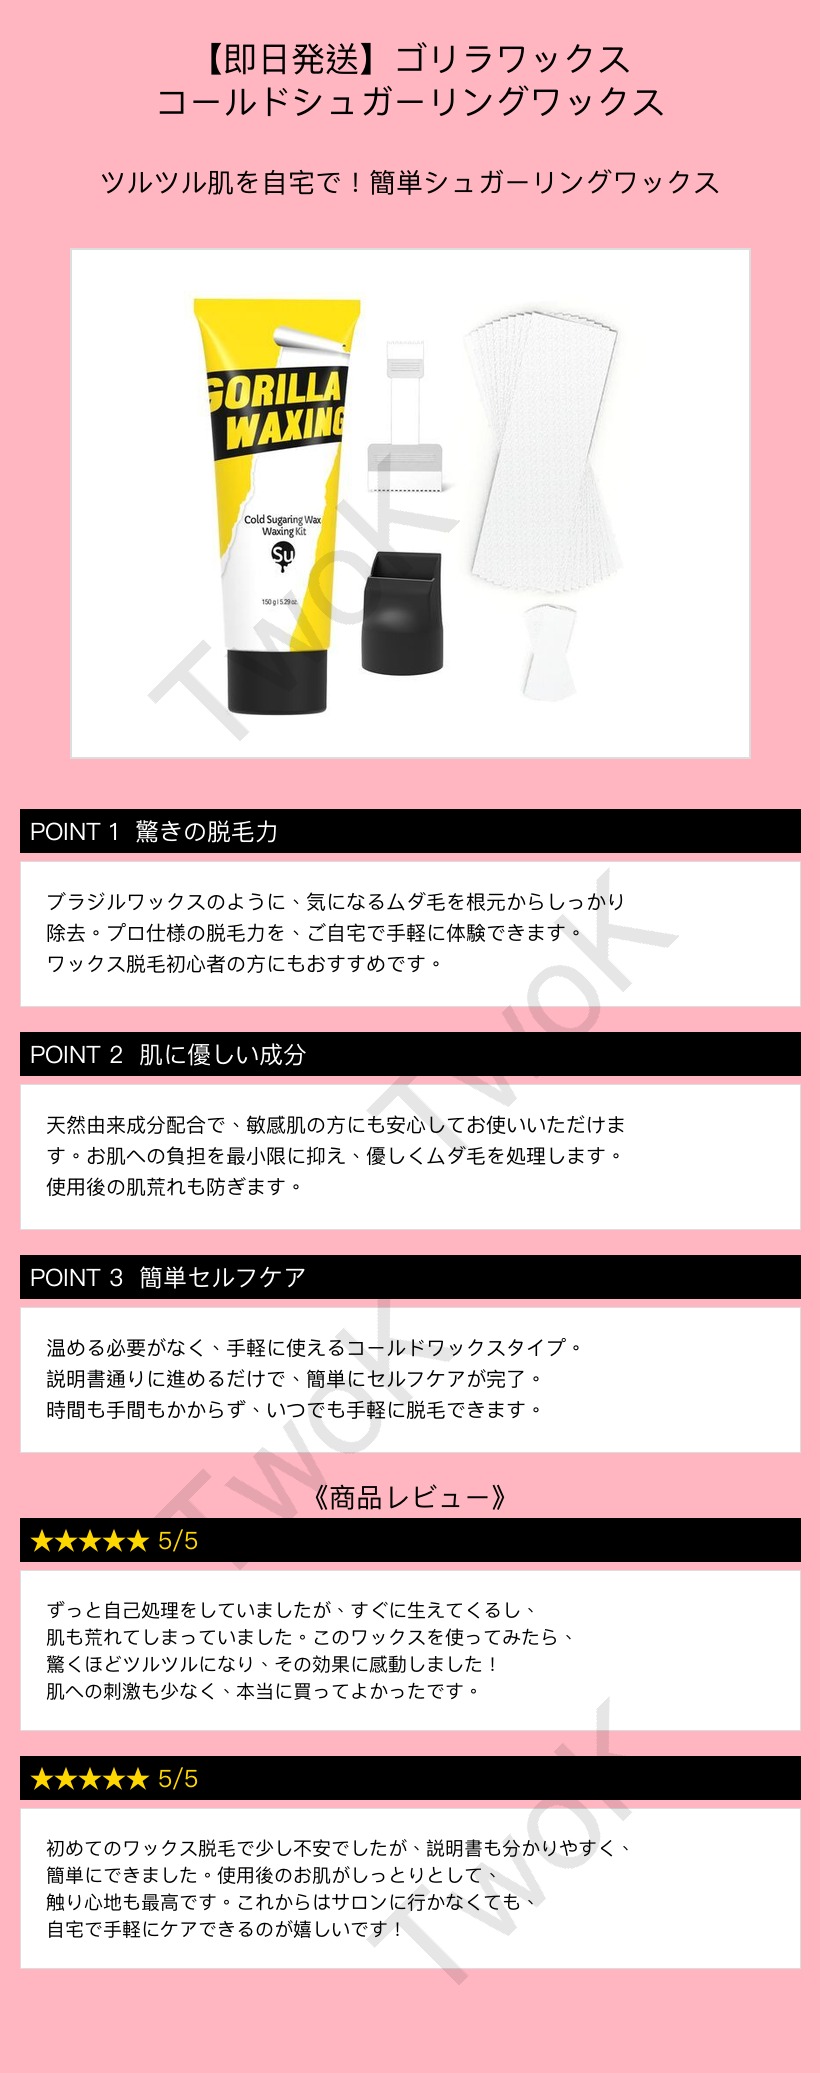 【即日発送】ゴリラワックス
コールドシュガーリングワックス
ツルツル肌を自宅で！簡単シュガーリングワックス
GORILLA
WAXING
Cold Sugaring Wax
Waxing Kit
Su
150 g | 5.29 oz.
TwoK
POINT 1 驚きの脱毛力
ブラジルワックスのように、気になるムダ毛を根元からしっかり
除去。プロ仕様の脱毛力を、ご自宅で手軽に体験できます。
ワックス脱毛初心者の方にもおすすめです。
TwoK
POINT 2 肌に優しい成分
天然由来成分配合で、敏感肌の方にも安心してお使いいただけま
す。お肌への負担を最小限に抑え、優しくムダ毛を処理します。
使用後の肌荒れも防ぎます。
POINT 3 簡単セルフケア
温める必要がなく、手軽に使えるコールドワックスタイプ。
説明書通りに進めるだけで、簡単にセルフケアが完了。
時間も手間もかからず、いつでも手軽に脱毛できます。
TwoK
《商品レビュー》
★★★★★ 5/5
ずっと自己処理をしていましたが、すぐに生えてくるし、
肌も荒れてしまっていました。このワックスを使ってみたら、
驚くほどツルツルになり、その効果に感動しました！
肌への刺激も少なく、本当に買ってよかったです。
★★★★★ 5/5
初めてのワックス脱毛で少し不安でしたが、説明書も分かりやすく、
簡単にできました。使用後のお肌がしっとりとして、
触り心地も最高です。これからはサロンに行かなくても、
自宅で手軽にケアできるのが嬉しいです！
TwoK